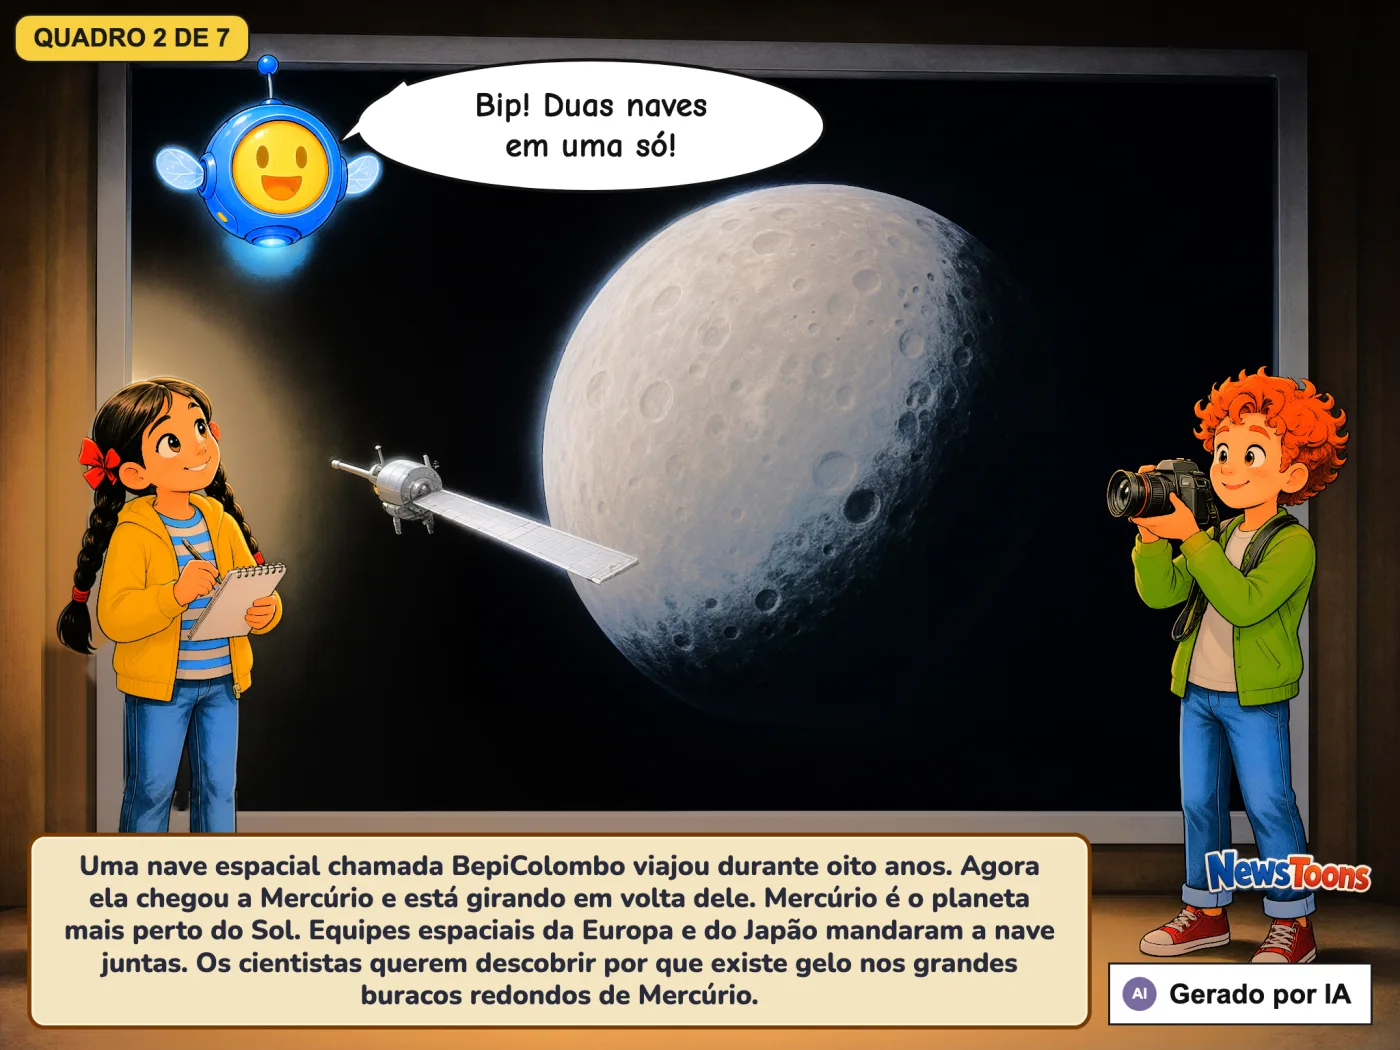 QUADRO 2 DE 7
Bip! Duas naves
em uma só!
Uma nave espacial chamada BepiColombo viajou durante oito anos. Agora
ela chegou a Mercúrio e está girando em volta dele. Mercúrio é o planeta
mais perto do Sol. Equipes espaciais da Europa e do Japão mandaram a nave
juntas. Os cientistas querem descobrir por que existe gelo nos grandes
buracos redondos de Mercúrio.
NewsToons
AI Gerado por IA